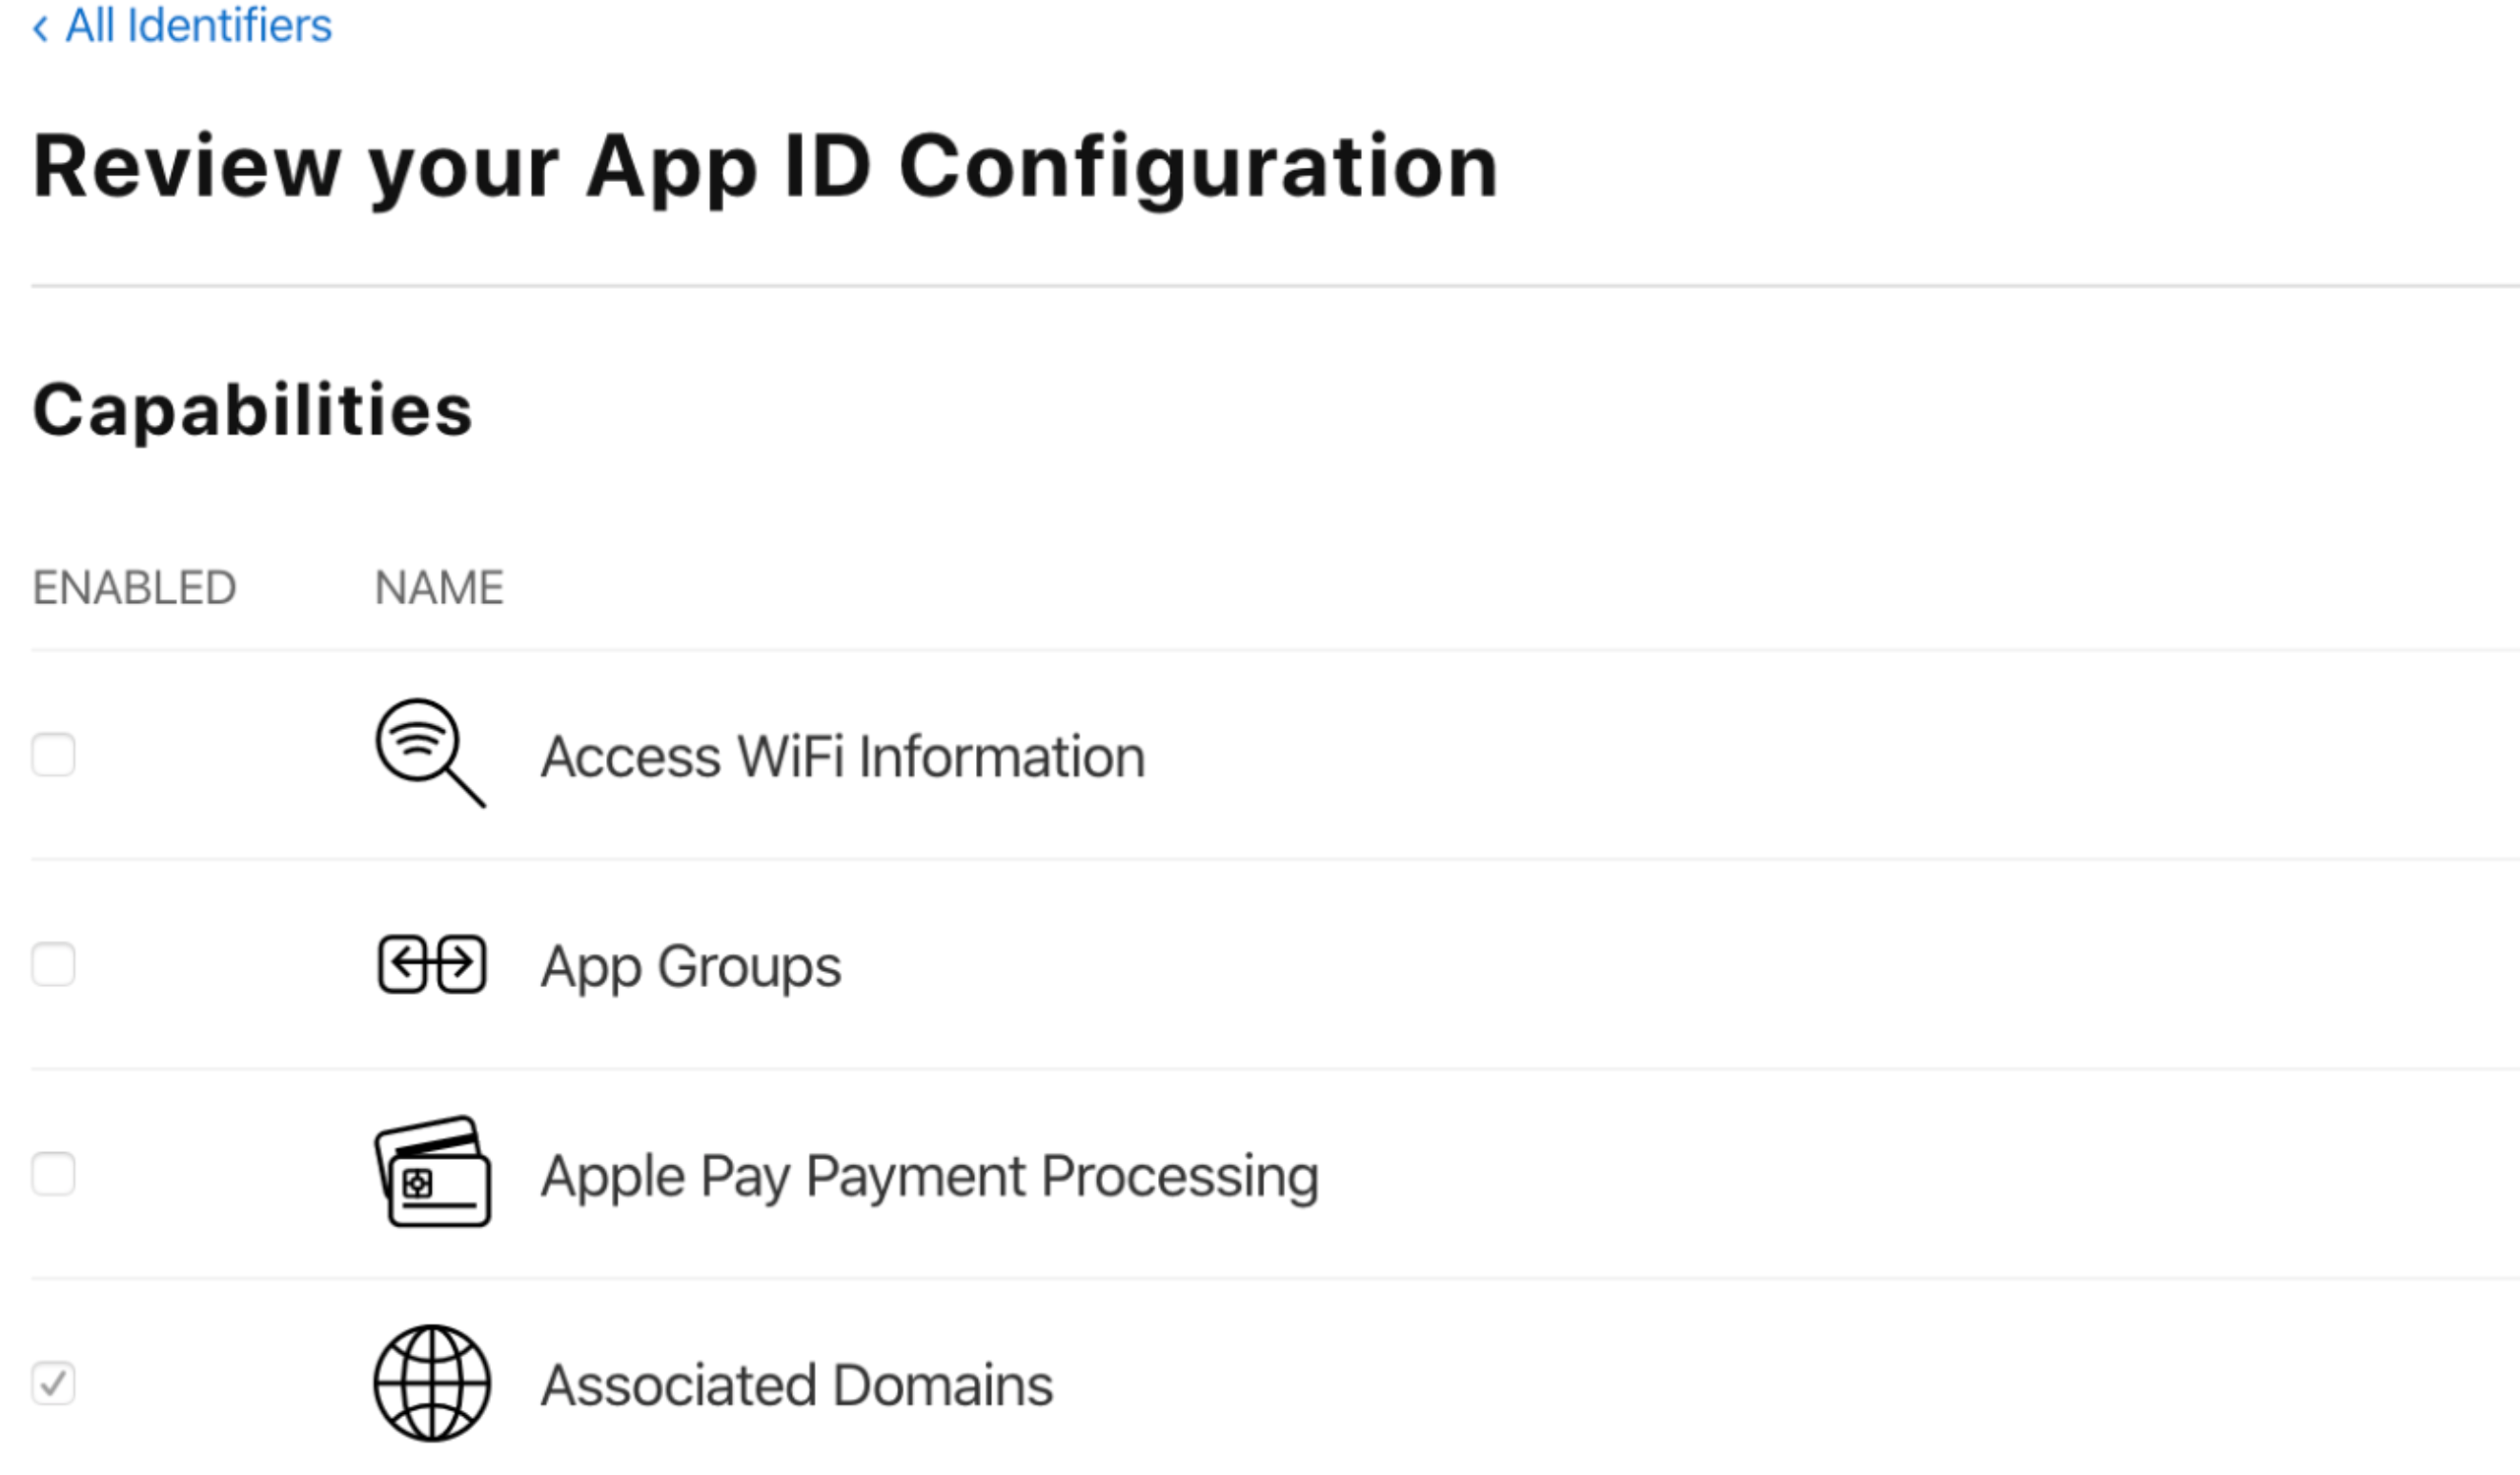 ‹ All Identifiers
Review your App ID Configuration
Capabilities
ENABLED NAME
Access WiFi Information
App Groups
Apple Pay Payment Processing
Associated Domains